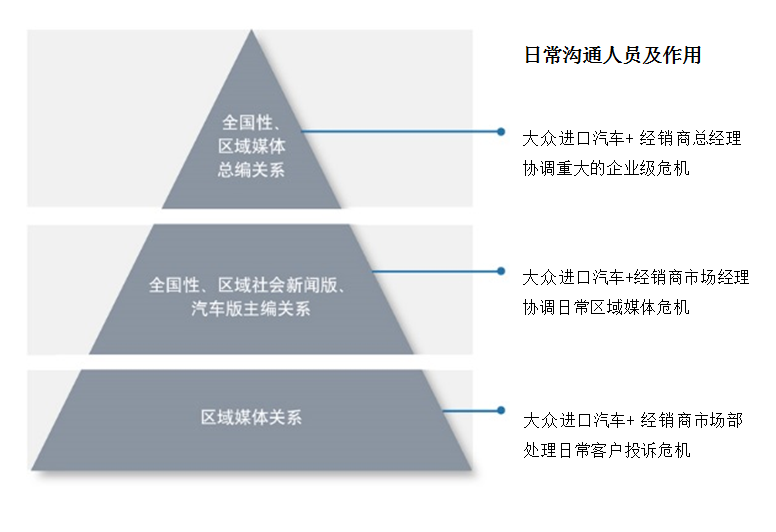 日常沟通人员及作用
全国性、
区域媒体
总编关系
大众进口汽车+ 经销商总经理
协调重大的企业级危机
全国性、区域社会新闻版、
汽车版主编关系
大众进口汽车+经销商市场经理
协调日常区域媒体危机
区域媒体关系
大众进口汽车+ 经销商市场部
处理日常客户投诉危机